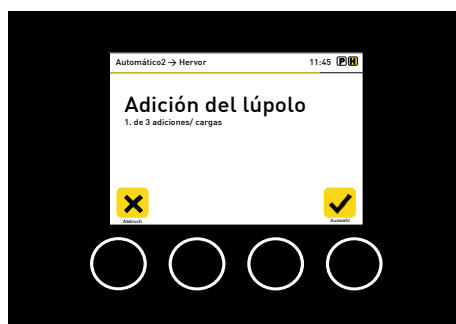 Automático2 → Hervor 11:45 P H
Adición del lúpolo
1. de 3 adiciones/ cargas
Abbruch Auswahl